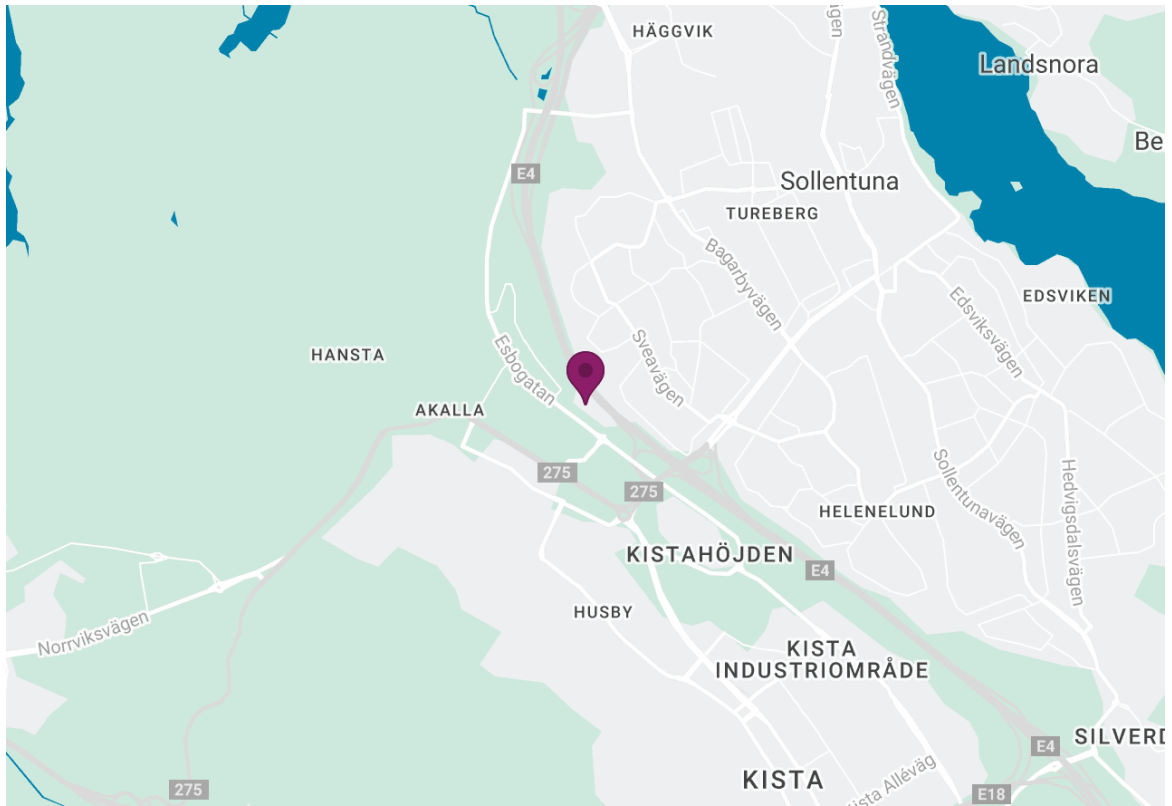 HÄGGVIK
Landsnora
Strandvägen
Be
E4
Sollentuna
TUREBERG
Bagarbyvägen
EDSVIKEN
Edsviksvägen
HANSTA
Sveavägen
Esbogatan
AKALLA
275
275
Sollentunavägen
Hedvigsdalsvägen
HELENELUND
KISTAHÖJDEN
E4
HUSBY
Norrviksvägen
KISTA
INDUSTRIOMRÅDE
SILVERD
E4
KISTA
ista Alléväg
275
E18